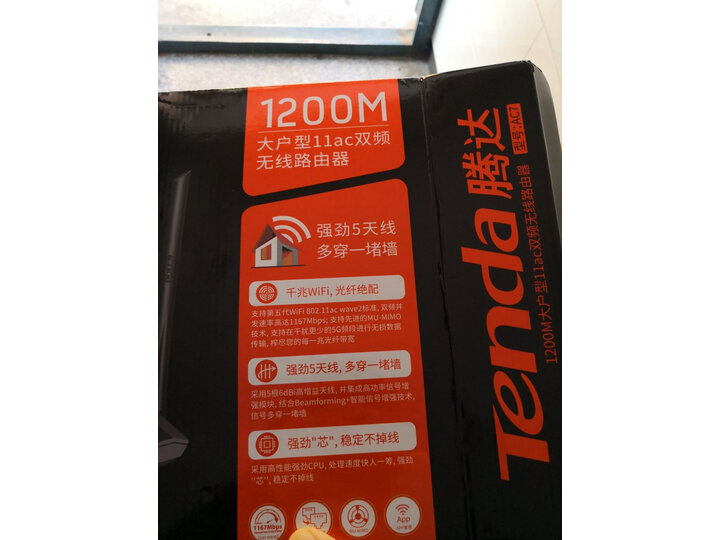 1200M
大户型11ac双频
无线路由器
强劲5天线
多穿一堵墙
千兆WiFi, 光纤绝配
支持第五代WiFi 802.11ac wave2标准, 双频并
发速率高达1167Mbps; 支持先进的MU-MIMO
技术, 支持在干扰更少的5G频段进行无损数据
传输, 榨尽您的每一兆光纤带宽
强劲5天线, 多穿一堵墙
采用5根6dBi高增益天线, 并集成高功率信号增
强模块, 结合Beamforming+智能信号增强技术,
信号多穿一堵墙
强劲"芯", 稳定不掉线
采用高性能强劲CPU, 处理速度快人一筹, 强劲
"芯", 稳定不掉线
1167Mbps
App
Tenda 腾达
型号: AC7
1200M大户型11ac双频无线路由器